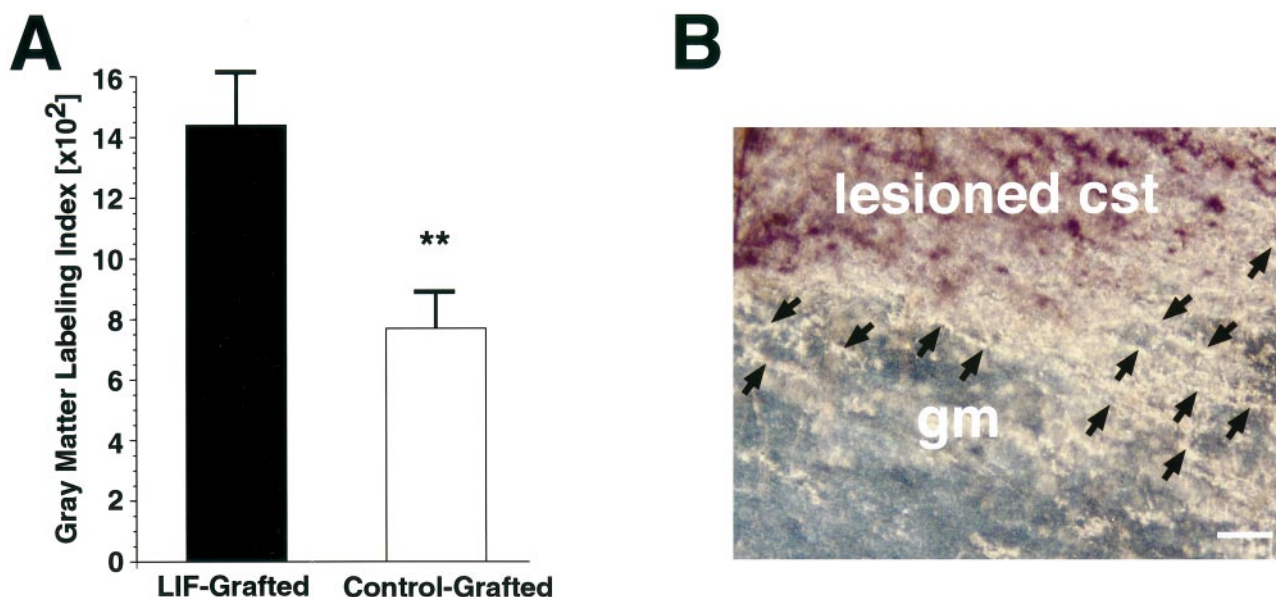 A
Gray Matter Labeling Index [x10²]
16
14
12
10
8
6
4
2
0
**
LIF-Grafted
Control-Grafted
B
lesioned cst
gm